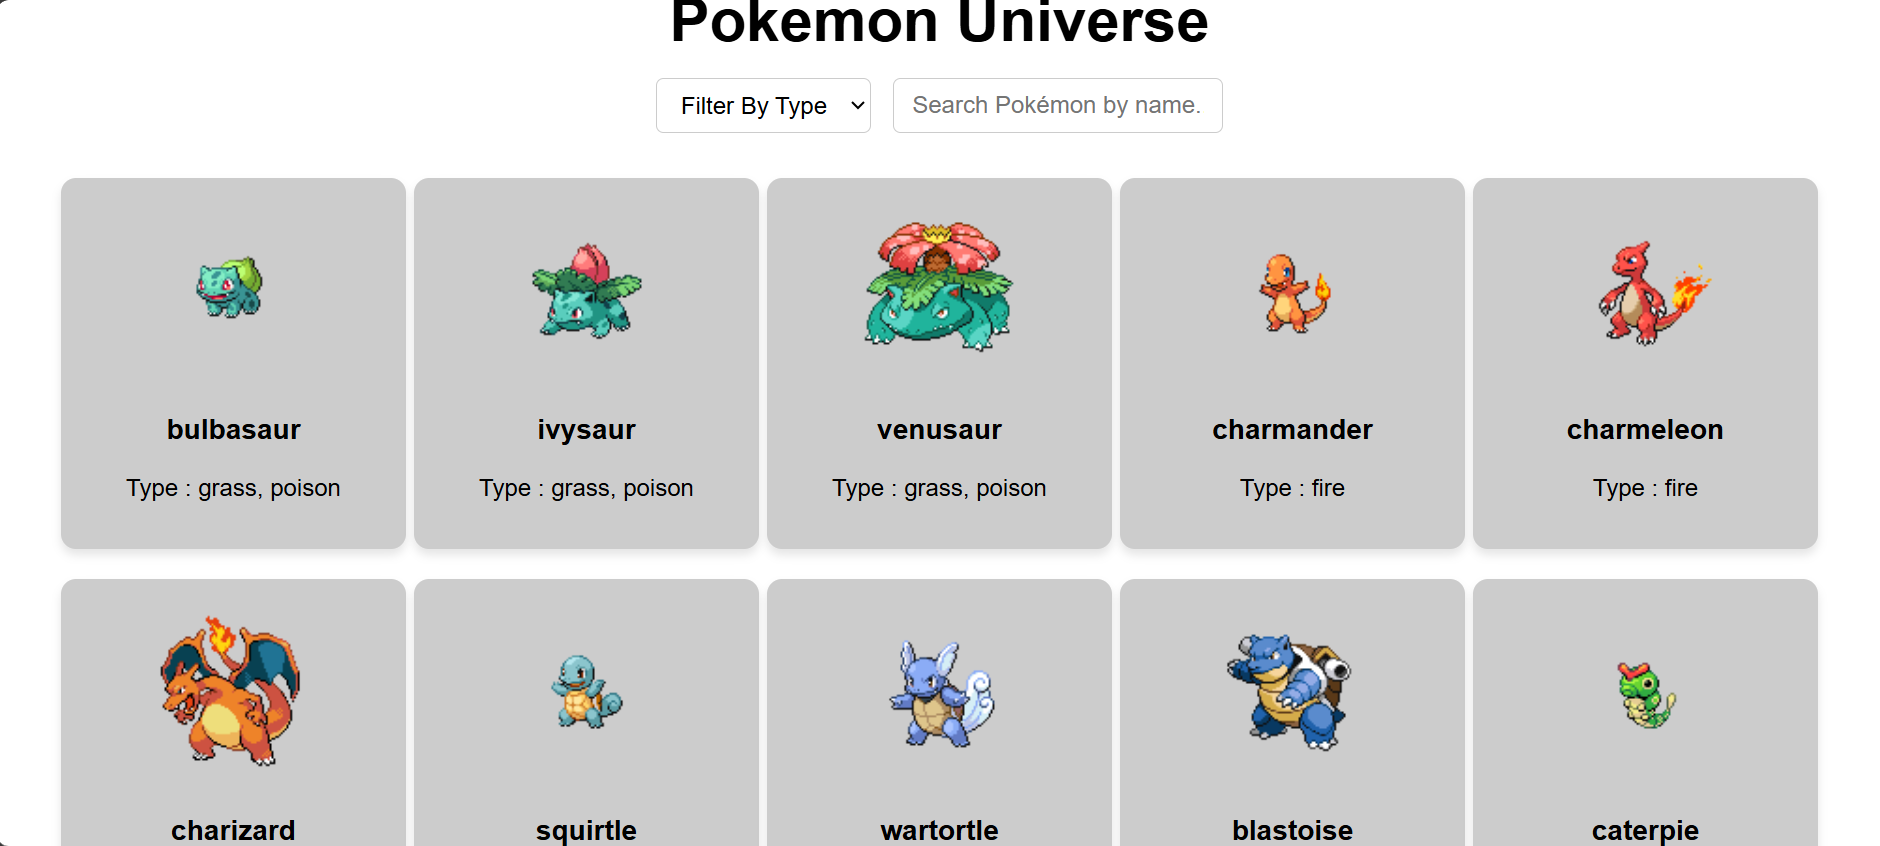 Pokemon Universe
Filter By Type
Search Pokémon by name.
bulbasaur
Type : grass, poison
ivysaur
Type : grass, poison
venusaur
Type : grass, poison
charmander
Type : fire
charmeleon
Type : fire
charizard
squirtle
wartortle
blastoise
caterpie